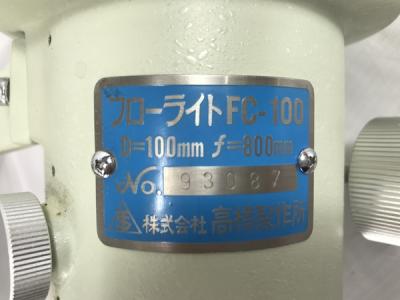 フローライトFC-100
D=100mm f=800mm
No. 93087
株式会社 高橋製作所